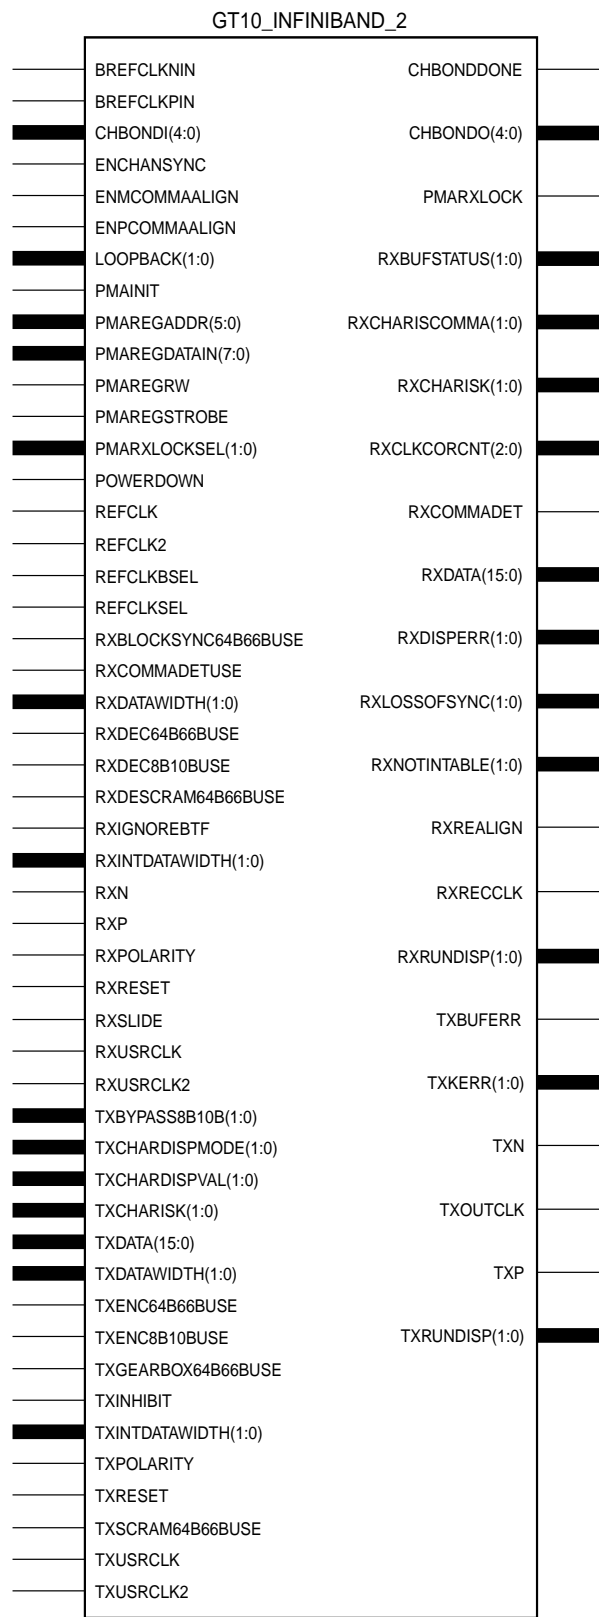 GT10_INFINIBAND_2
BREFCLKNIN
BREFCLKPIN
CHBONDI(4:0)
ENCHANSYNC
ENMCOMMAALIGN
ENPCOMMAALIGN
LOOPBACK(1:0)
PMAINIT
PMAREGADDR(5:0)
PMAREGDATAIN(7:0)
PMAREGRW
PMAREGSTROBE
PMARXLOCKSEL(1:0)
POWERDOWN
REFCLK
REFCLK2
REFCLKBSEL
REFCLKSEL
RXBLOCKSYNC64B66BUSE
RXCOMMADETUSE
RXDATAWIDTH(1:0)
RXDEC64B66BUSE
RXDEC8B10BUSE
RXDESCRAM64B66BUSE
RXIGNOREBTF
RXINTDATAWIDTH(1:0)
RXN
RXP
RXPOLARITY
RXRESET
RXSLIDE
RXUSRCLK
RXUSRCLK2
TXBYPASS8B10B(1:0)
TXCHARDISPMODE(1:0)
TXCHARDISPVAL(1:0)
TXCHARISK(1:0)
TXDATA(15:0)
TXDATAWIDTH(1:0)
TXENC64B66BUSE
TXENC8B10BUSE
TXGEARBOX64B66BUSE
TXINHIBIT
TXINTDATAWIDTH(1:0)
TXPOLARITY
TXRESET
TXSCRAM64B66BUSE
TXUSRCLK
TXUSRCLK2
CHBONDDONE
CHBONDO(4:0)
PMARXLOCK
RXBUFSTATUS(1:0)
RXCHARISCOMMA(1:0)
RXCHARISK(1:0)
RXCLKCORCNT(2:0)
RXCOMMADET
RXDATA(15:0)
RXDISPERR(1:0)
RXLOSSOFSYNC(1:0)
RXNOTINTABLE(1:0)
RXREALIGN
RXRECCLK
RXRUNDISP(1:0)
TXBUFERR
TXKERR(1:0)
TXN
TXOUTCLK
TXP
TXRUNDISP(1:0)